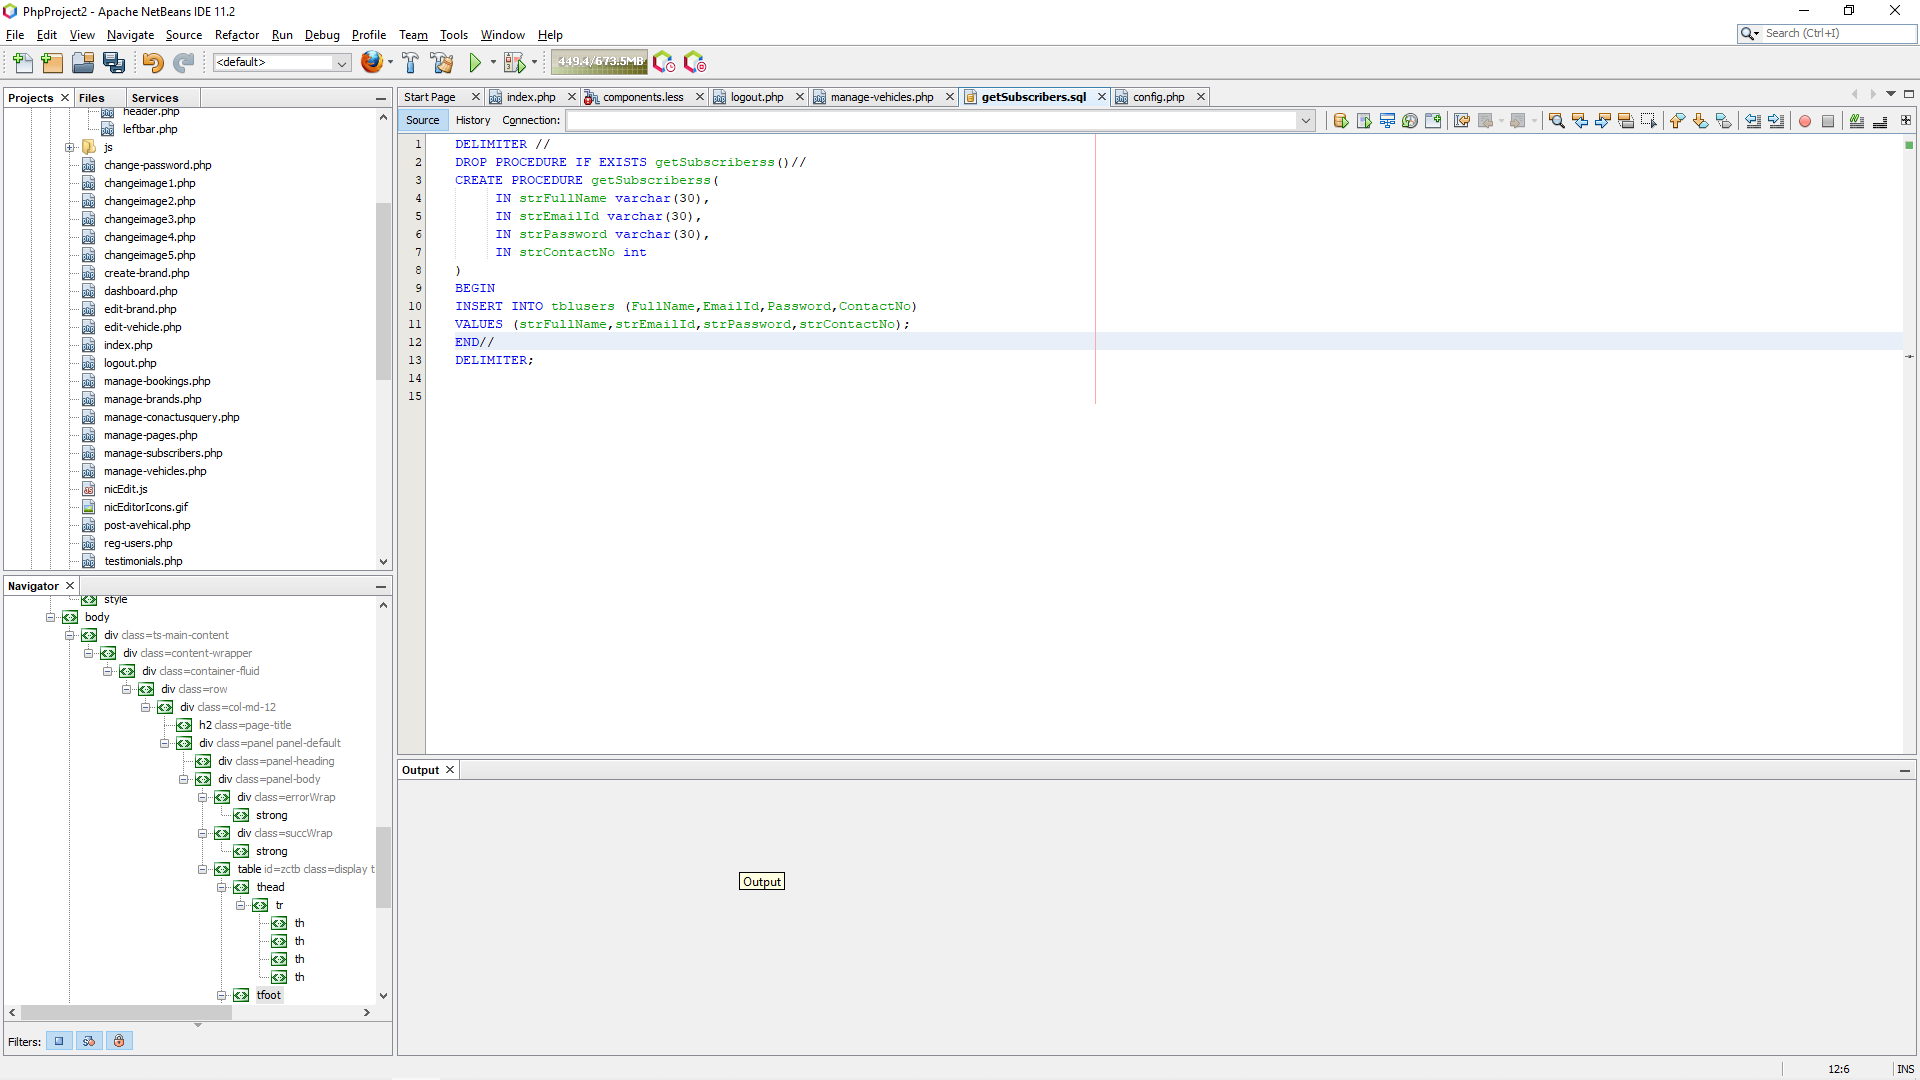 PhpProject2 - Apache NetBeans IDE 11.2
File Edit View Navigate Source Refactor Run Debug Profile Team Tools Window Help
Search (Ctrl+I)
<default>
449.4/673.5MB
Projects Files Services
header.php
leftbar.php
js
change-password.php
changeimage1.php
changeimage2.php
changeimage3.php
changeimage4.php
changeimage5.php
create-brand.php
dashboard.php
edit-brand.php
edit-vehicle.php
index.php
logout.php
manage-bookings.php
manage-brands.php
manage-conactusquery.php
manage-pages.php
manage-subscribers.php
manage-vehicles.php
nicEdit.js
nicEditorIcons.gif
post-avehical.php
reg-users.php
testimonials.php
Navigator
style
body
div class=ts-main-content
div class=content-wrapper
div class=container-fluid
div class=row
div class=col-md-12
h2 class=page-title
div class=panel panel-default
div class=panel-heading
div class=panel-body
div class=errorWrap
strong
div class=succWrap
strong
table id=zctb class=display t
thead
tr
th
th
th
th
tfoot
Filters:
Start Page index.php components.less logout.php manage-vehicles.php getSubscribers.sql config.php
Source History Connection:
1 DELIMITER //
2 DROP PROCEDURE IF EXISTS getSubscriberss()//
3 CREATE PROCEDURE getSubscriberss(
4 IN strFullName varchar(30),
5 IN strEmailId varchar(30),
6 IN strPassword varchar(30),
7 IN strContactNo int
8 )
9 BEGIN
10 INSERT INTO tblusers (FullName,EmailId,Password,ContactNo)
11 VALUES (strFullName,strEmailId,strPassword,strContactNo);
12 END//
13 DELIMITER;
14
15
Output
Output
12:6 INS